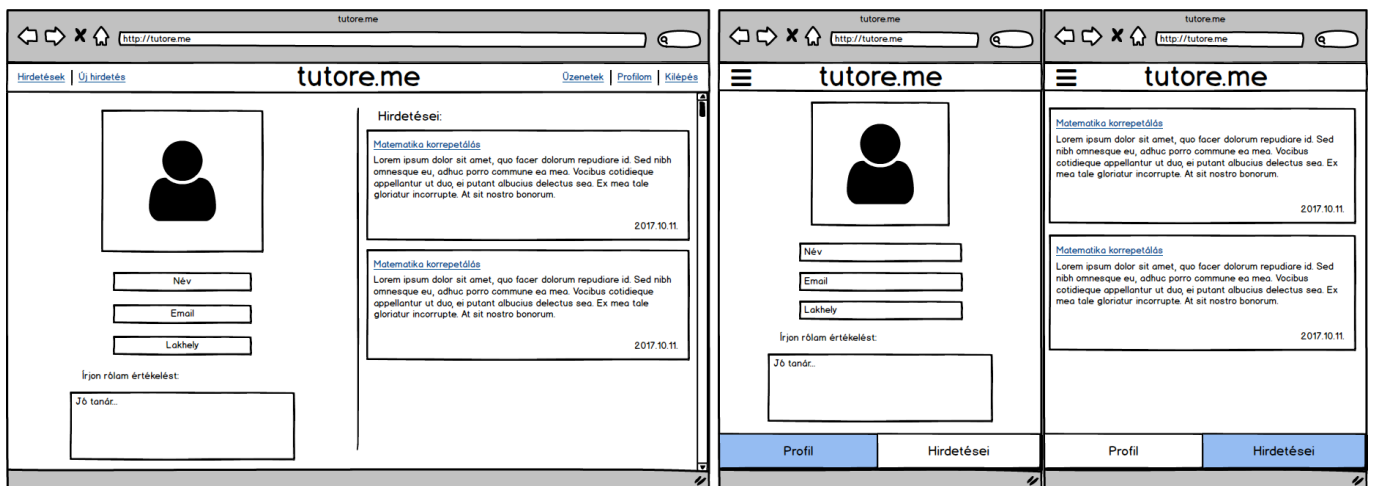 tutore.me
http://tutore.me
Hirdetések | Új hirdetés
tutore.me
Üzenetek | Profilom | Kilépés
Név
Email
Lakhely
Írjon rólam értékelést:
Jó tanár...
Hirdetései:
Matematika korrepetálás
Lorem ipsum dolor sit amet, quo facer dolorum repudiare id. Sed nibh
omnesque eu, adhuc porro commune ea mea. Vocibus cotidieque
appellantur ut duo, ei putant albucius delectus sea. Ex mea tale
gloriatur incorrupte. At sit nostro bonorum.
2017.10.11.
Matematika korrepetálás
Lorem ipsum dolor sit amet, quo facer dolorum repudiare id. Sed nibh
omnesque eu, adhuc porro commune ea mea. Vocibus cotidieque
appellantur ut duo, ei putant albucius delectus sea. Ex mea tale
gloriatur incorrupte. At sit nostro bonorum.
2017.10.11.
tutore.me
http://tutore.me
tutore.me
Név
Email
Lakhely
Írjon rólam értékelést:
Jó tanár...
Profil
Hirdetései
tutore.me
http://tutore.me
tutore.me
Matematika korrepetálás
Lorem ipsum dolor sit amet, quo facer dolorum repudiare id. Sed
nibh omnesque eu, adhuc porro commune ea mea. Vocibus
cotidieque appellantur ut duo, ei putant albucius delectus sea. Ex
mea tale gloriatur incorrupte. At sit nostro bonorum.
2017.10.11.
Matematika korrepetálás
Lorem ipsum dolor sit amet, quo facer dolorum repudiare id. Sed
nibh omnesque eu, adhuc porro commune ea mea. Vocibus
cotidieque appellantur ut duo, ei putant albucius delectus sea. Ex
mea tale gloriatur incorrupte. At sit nostro bonorum.
2017.10.11.
Profil
Hirdetései